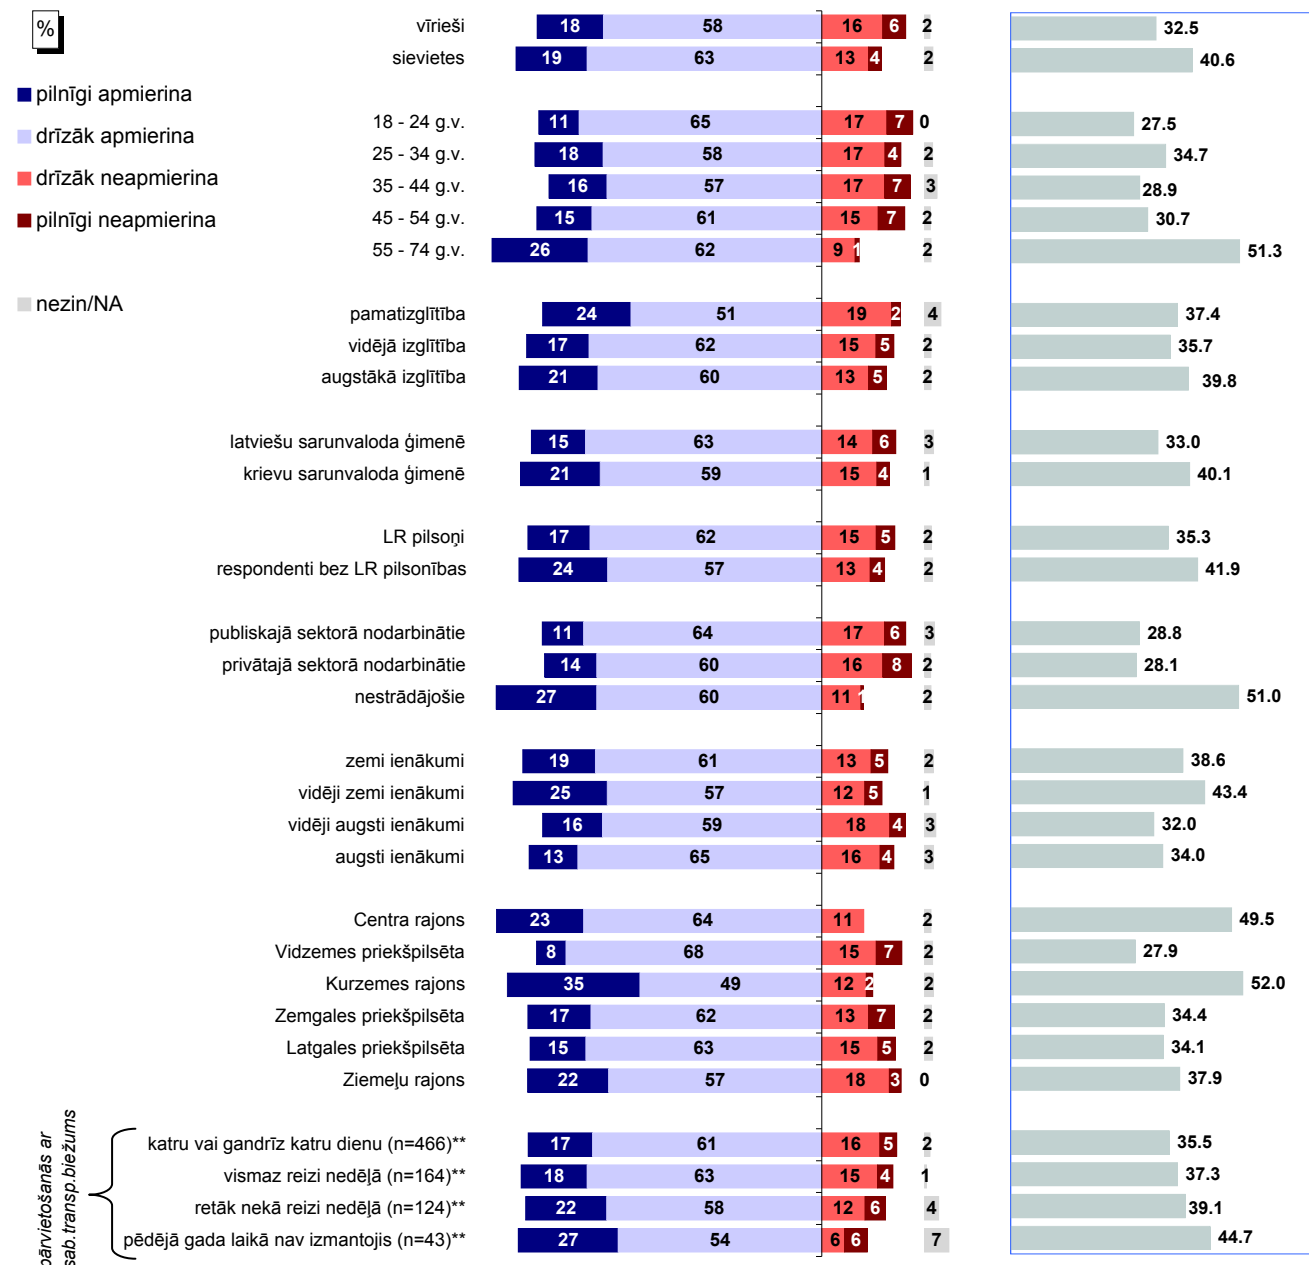 %
pilnīgi apmierina
drīzāk apmierina
drīzāk neapmierina
pilnīgi neapmierina
nezin/NA
vīrieši 18 58 16 6 2 32.5
sievietes 19 63 13 4 2 40.6
18 - 24 g.v. 11 65 17 7 0 27.5
25 - 34 g.v. 18 58 17 4 2 34.7
35 - 44 g.v. 16 57 17 7 3 28.9
45 - 54 g.v. 15 61 15 7 2 30.7
55 - 74 g.v. 26 62 9 1 2 51.3
pamatizglītība 24 51 19 2 4 37.4
vidējā izglītība 17 62 15 5 2 35.7
augstākā izglītība 21 60 13 5 2 39.8
latviešu sarunvaloda ģimenē 15 63 14 6 3 33.0
krievu sarunvaloda ģimenē 21 59 15 4 1 40.1
LR pilsoņi 17 62 15 5 2 35.3
respondenti bez LR pilsonības 24 57 13 4 2 41.9
publiskajā sektorā nodarbinātie 11 64 17 6 3 28.8
privātajā sektorā nodarbinātie 14 60 16 8 2 28.1
nestrādājošie 27 60 11 1 2 51.0
zemi ienākumi 19 61 13 5 2 38.6
vidēji zemi ienākumi 25 57 12 5 1 43.4
vidēji augsti ienākumi 16 59 18 4 3 32.0
augsti ienākumi 13 65 16 4 3 34.0
Centra rajons 23 64 11 2 49.5
Vidzemes priekšpilsēta 8 68 15 7 2 27.9
Kurzemes rajons 35 49 12 2 2 52.0
Zemgales priekšpilsēta 17 62 13 7 2 34.4
Latgales priekšpilsēta 15 63 15 5 2 34.1
Ziemeļu rajons 22 57 18 3 0 37.9
pārvietošanās ar
sab.transp.biežums
katru vai gandrīz katru dienu (n=466)** 17 61 16 5 2 35.5
vismaz reizi nedēļā (n=164)** 18 63 15 4 1 37.3
retāk nekā reizi nedēļā (n=124)** 22 58 12 6 4 39.1
pēdējā gada laikā nav izmantojis (n=43)** 27 54 6 6 7 44.7